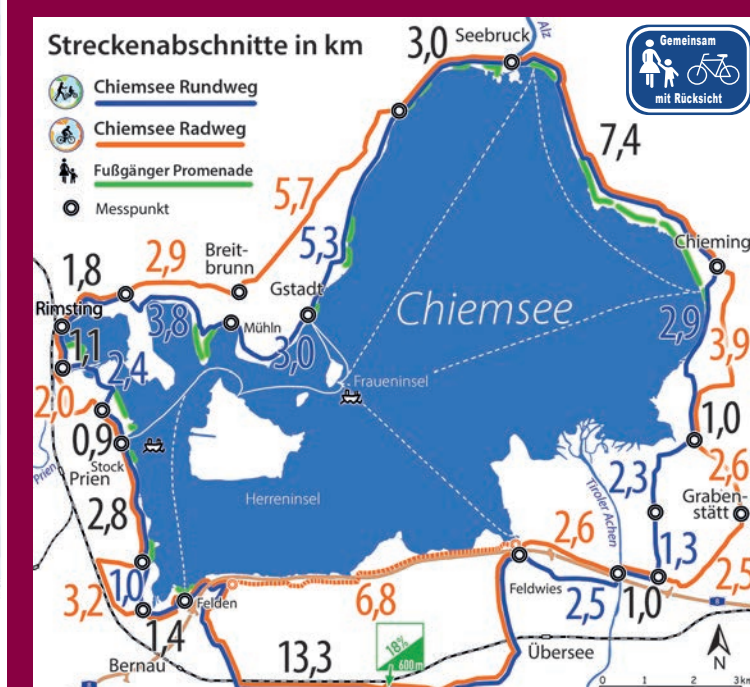 Streckenabschnitte in km
Chiemsee Rundweg
Chiemsee Radweg
Fußgänger Promenade
Messpunkt
Gemeinsam
mit Rücksicht
3,0
Seebruck
Alz
7,4
5,7
5,3
Chieming
1,8
2,9
Breit-
brunn
Gstadt
Chiemsee
2,9
3,9
Rimsting
3,8
Mühln
3,0
1,1
2,4
Fraueninsel
2,0
0,9
Stock
Prien
Prien
1,0
2,6
2,3
Graben-
stätt
Herreninsel
Tiroler Achen
2,8
2,6
1,3
2,5
1,0
3,2
Felden
6,8
Feldwies
2,5
1,0
8
1,4
Bernau
13,3
18%
600m
Übersee
N
8
0 1 2 3km